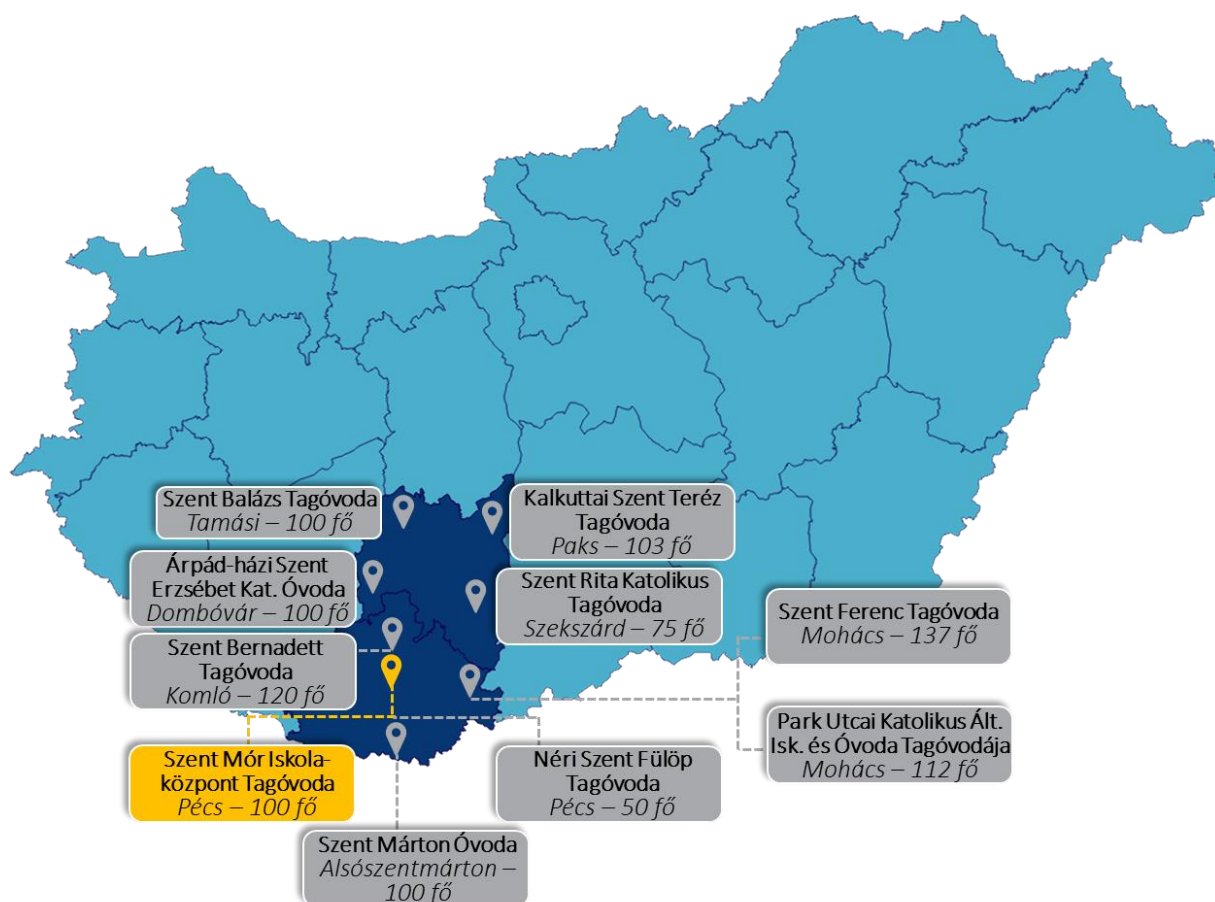 Szent Balázs Tagóvoda
Tamási – 100 fő
Kalkuttai Szent Teréz
Tagóvoda
Paks – 103 fő
Árpád-házi Szent
Erzsébet Kat. Óvoda
Dombóvár – 100 fő
Szent Rita Katolikus
Tagóvoda
Szekszárd – 75 fő
Szent Ferenc Tagóvoda
Mohács – 137 fő
Szent Bernadett
Tagóvoda
Komló – 120 fő
Park Utcai Katolikus Ált.
Isk. és Óvoda Tagóvodája
Mohács – 112 fő
Szent Mór Iskola-
központ Tagóvoda
Pécs – 100 fő
Néri Szent Fülöp
Tagóvoda
Pécs – 50 fő
Szent Márton Óvoda
Alsószentmárton –
100 fő